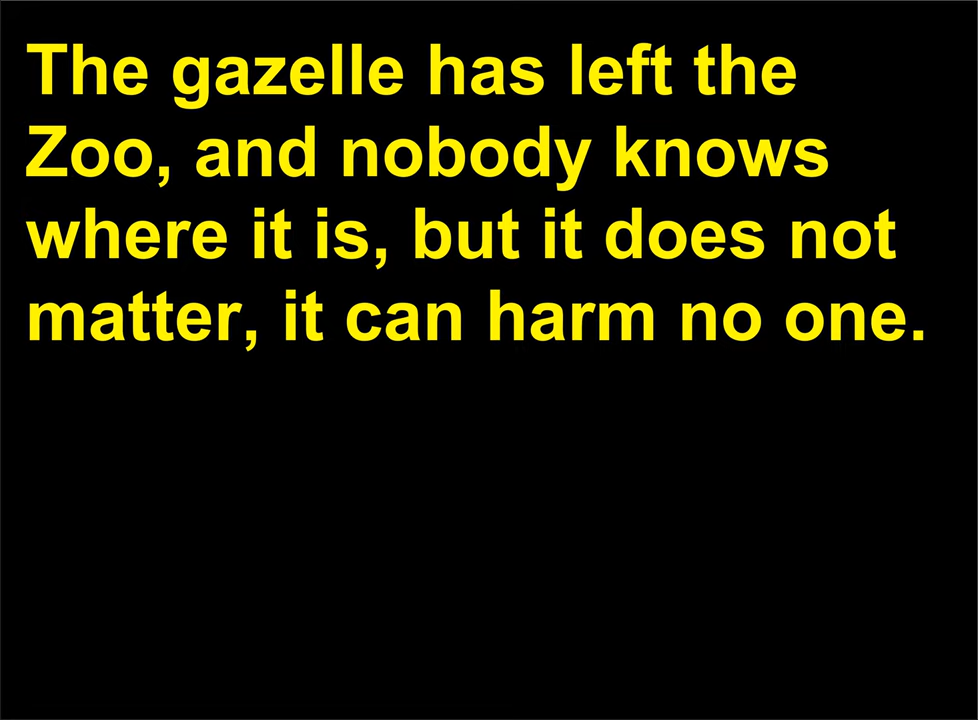 The gazelle has left the
Zoo, and nobody knows
where it is, but it does not
matter, it can harm no one.